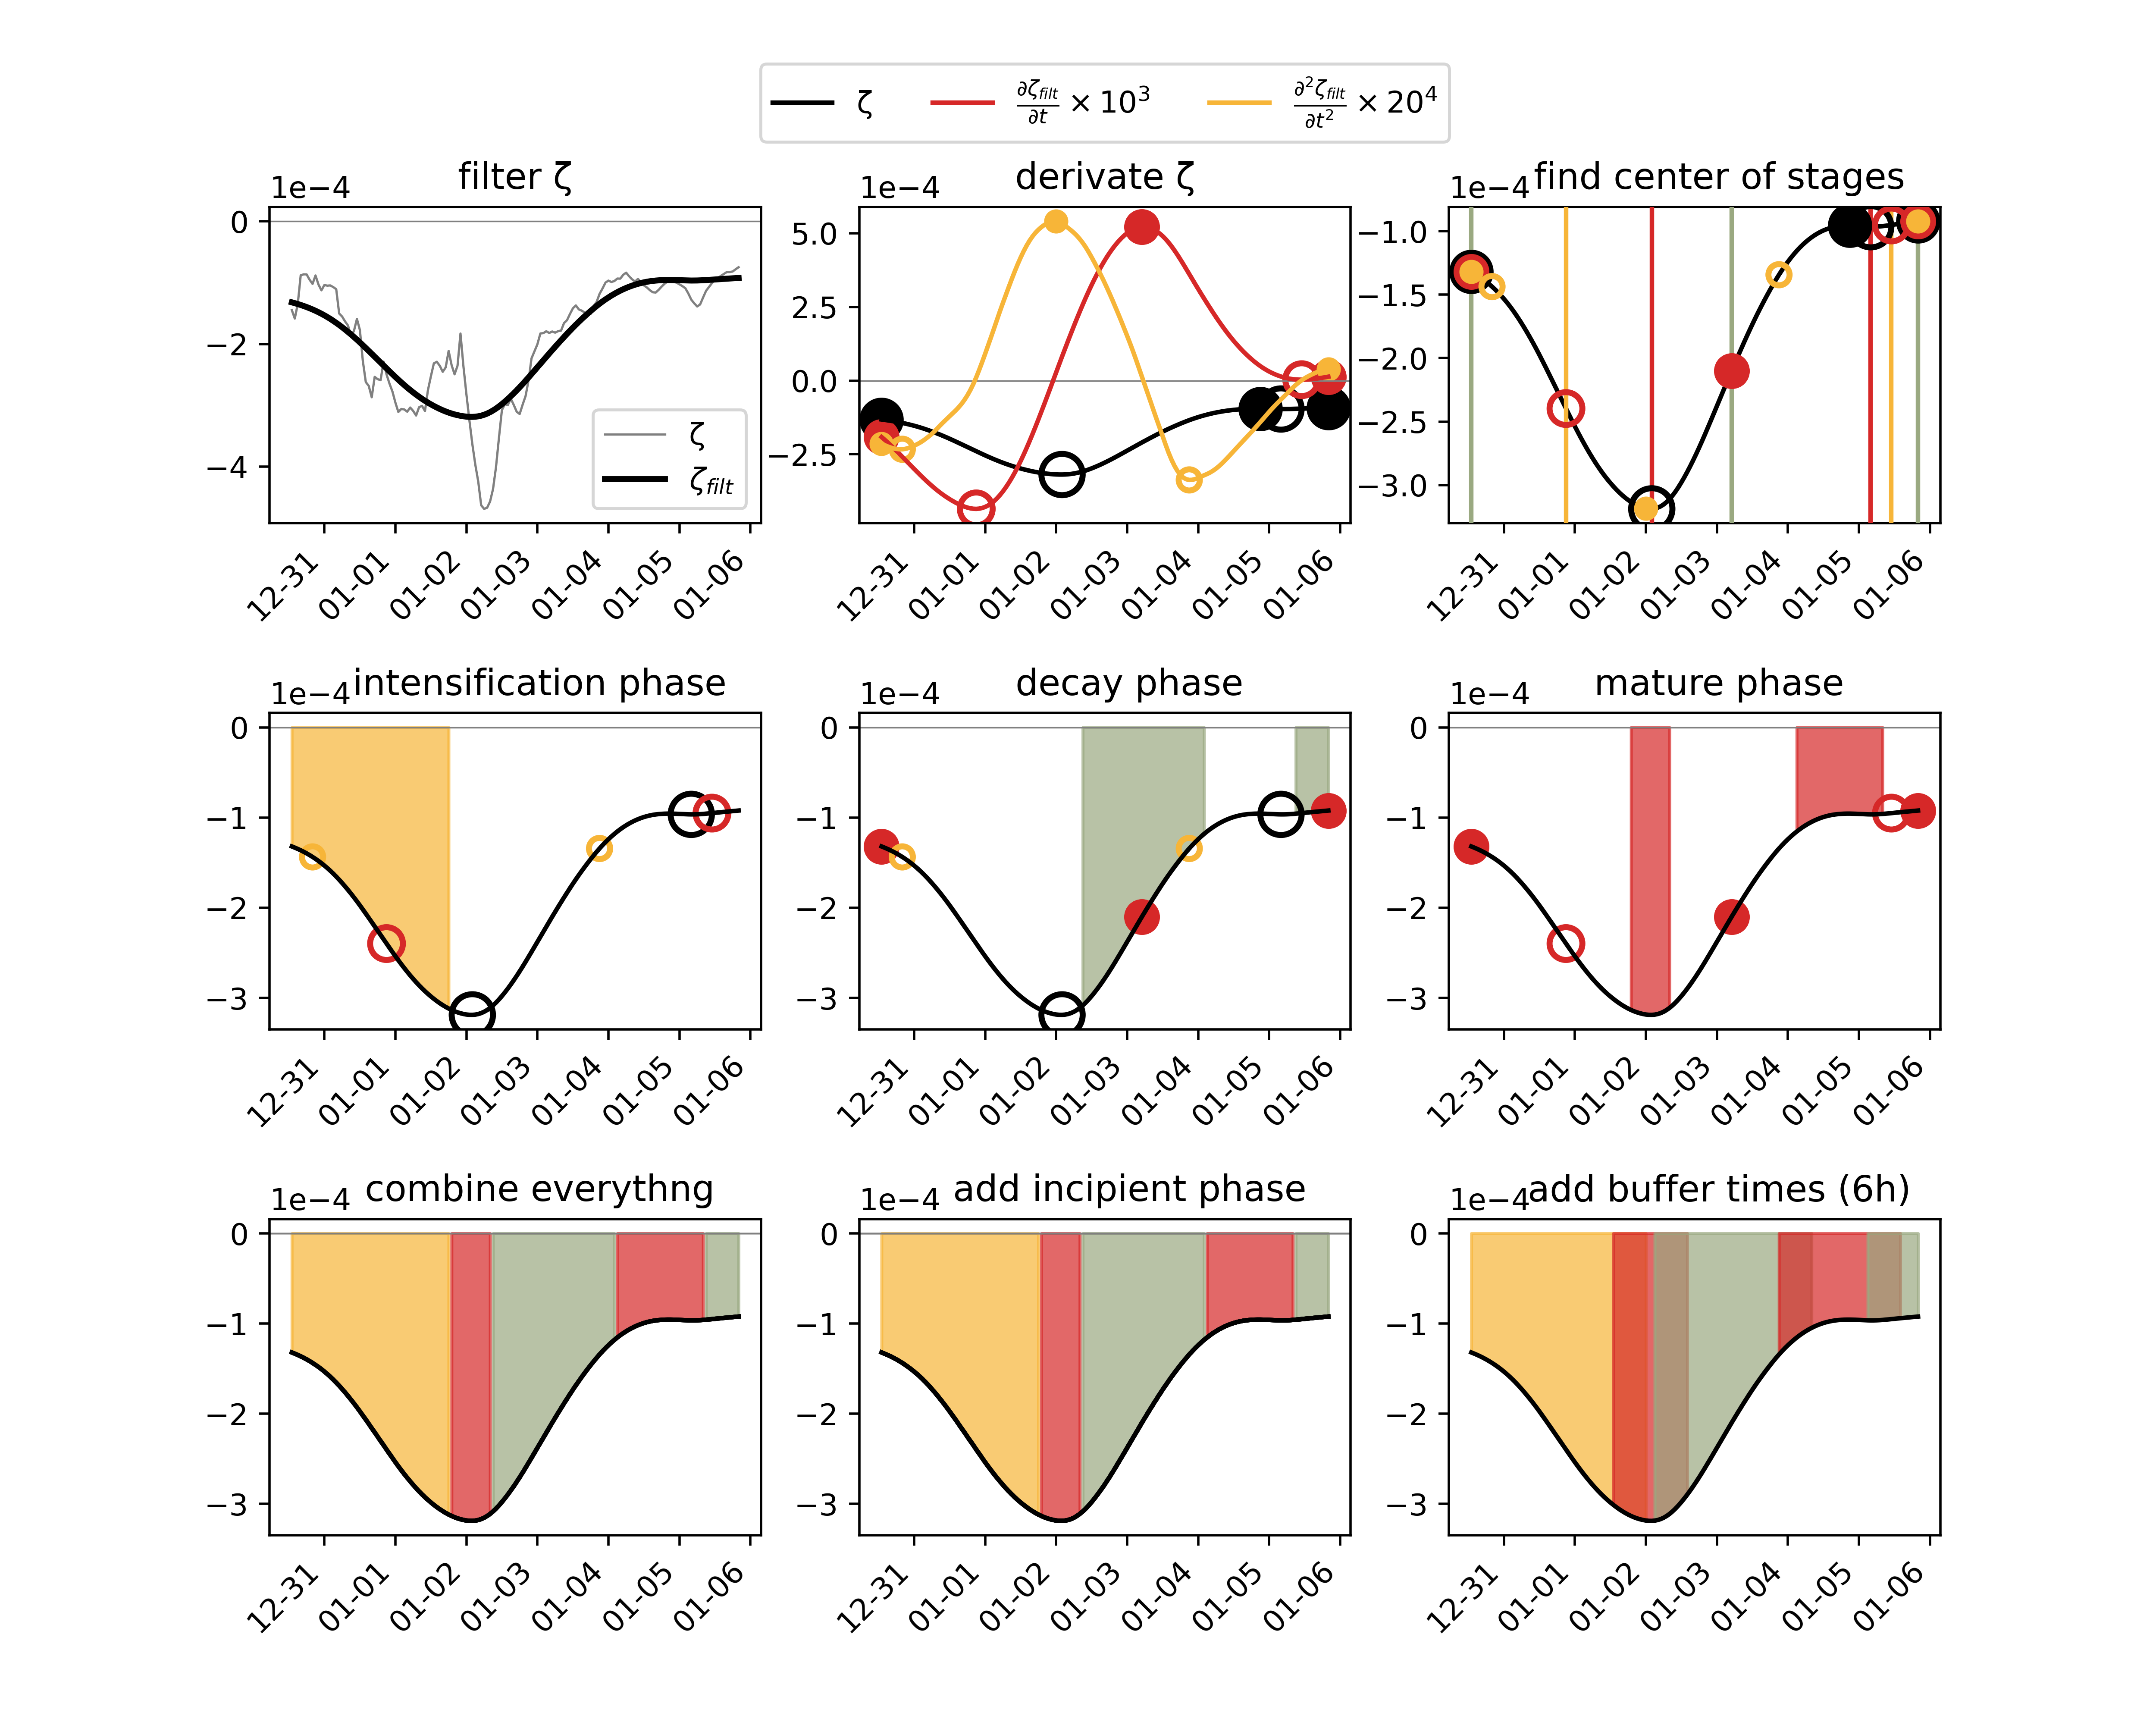 ζ ∂ζfilt/∂t × 10³ ∂²ζfilt/∂t² × 20⁴
filter ζ
1e−4
0
−2
−4
ζ
ζfilt
12-31 01-01 01-02 01-03 01-04 01-05 01-06
derivate ζ
1e−4
5.0
2.5
0.0
−2.5
12-31 01-01 01-02 01-03 01-04 01-05 01-06
find center of stages
1e−4
−1.0
−1.5
−2.0
−2.5
−3.0
12-31 01-01 01-02 01-03 01-04 01-05 01-06
intensification phase
1e−4
0
−1
−2
−3
12-31 01-01 01-02 01-03 01-04 01-05 01-06
decay phase
1e−4
0
−1
−2
−3
12-31 01-01 01-02 01-03 01-04 01-05 01-06
mature phase
1e−4
0
−1
−2
−3
12-31 01-01 01-02 01-03 01-04 01-05 01-06
combine everythng
1e−4
0
−1
−2
−3
12-31 01-01 01-02 01-03 01-04 01-05 01-06
add incipient phase
1e−4
0
−1
−2
−3
12-31 01-01 01-02 01-03 01-04 01-05 01-06
add buffer times (6h)
1e−4
0
−1
−2
−3
12-31 01-01 01-02 01-03 01-04 01-05 01-06